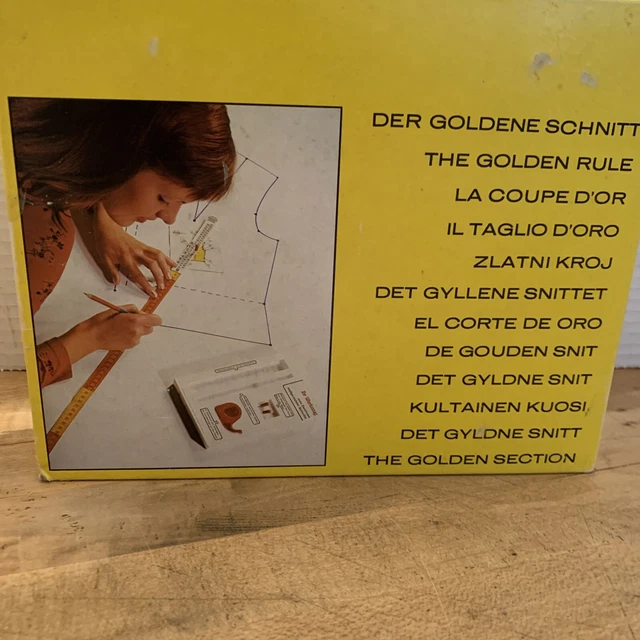 DER GOLDENE SCHNITT
THE GOLDEN RULE
LA COUPE D'OR
IL TAGLIO D'ORO
ZLATNI KROJ
DET GYLLENE SNITTET
EL CORTE DE ORO
DE GOUDEN SNIT
DET GYLDNE SNIT
KULTAINEN KUOSI
DET GYLDNE SNITT
THE GOLDEN SECTION